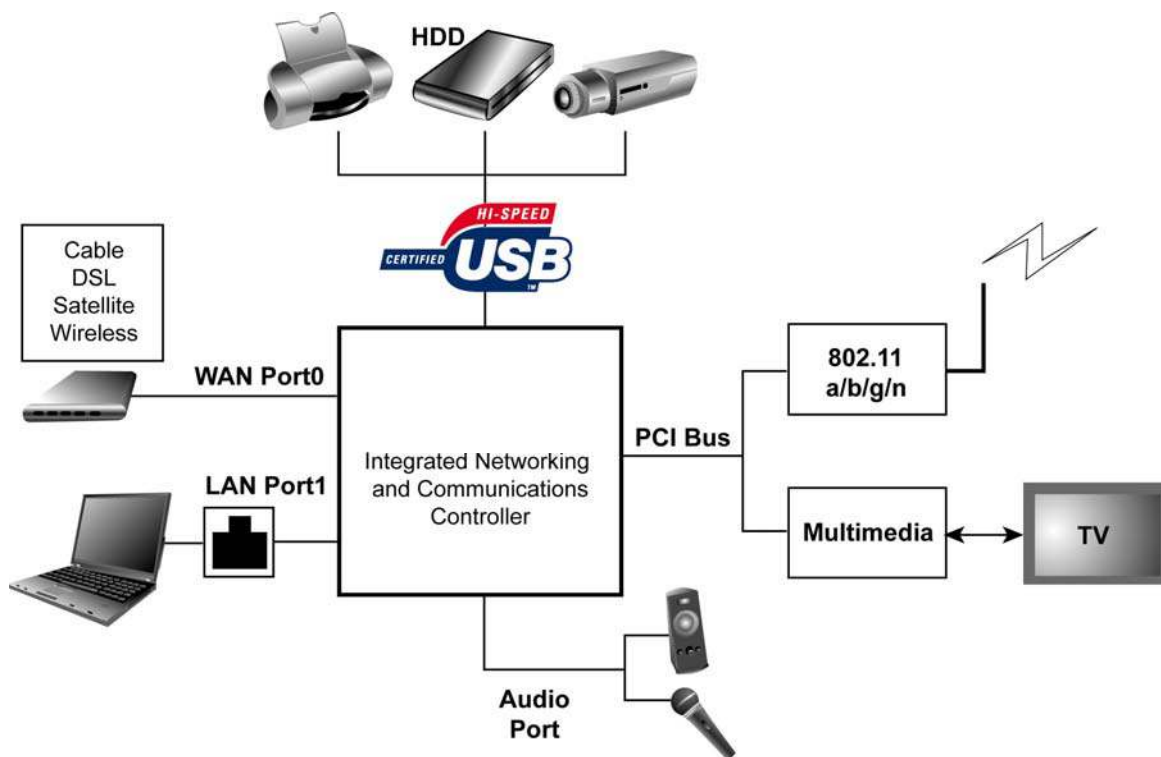 HDD
HI-SPEED
CERTIFIED
USB
TM
Cable
DSL
Satellite
Wireless
WAN Port0
LAN Port1
Integrated Networking
and Communications
Controller
PCI Bus
802.11
a/b/g/n
Multimedia
TV
Audio
Port